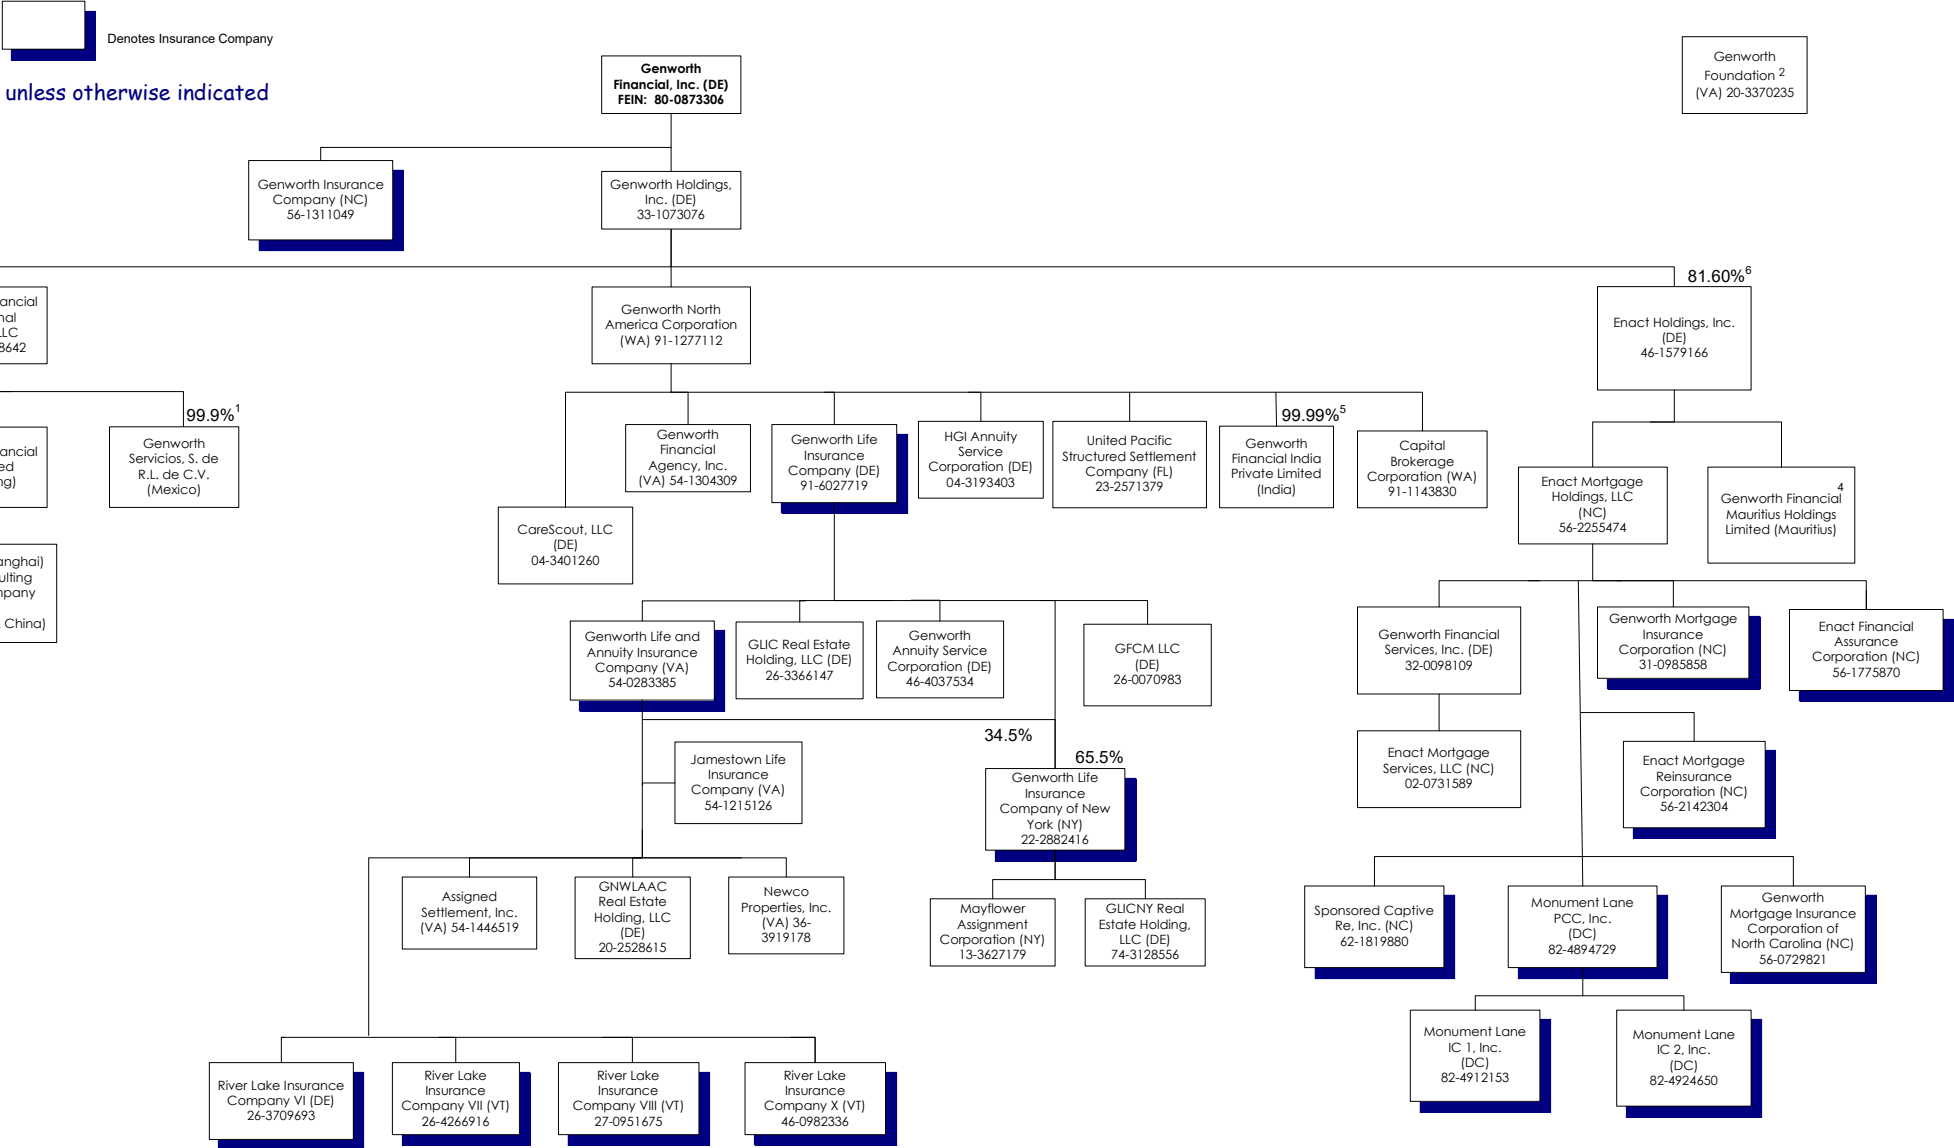 Denotes Insurance Company
unless otherwise indicated
Genworth
Financial, Inc. (DE)
FEIN: 80-0873306
Genworth
Foundation 2
(VA) 20-3370235
Genworth Insurance
Company (NC)
56-1311049
Genworth Holdings,
Inc. (DE)
33-1073076
81.60%6
ancial
nal
LLC
8642
Genworth North
America Corporation
(WA) 91-1277112
Enact Holdings, Inc.
(DE)
46-1579166
99.9%1
99.99%5
ancial
ed
ng)
Genworth
Servicios, S. de
R.L. de C.V.
(Mexico)
Genworth
Financial
Agency, Inc.
(VA) 54-1304309
Genworth Life
Insurance
Company (DE)
91-6027719
HGI Annuity
Service
Corporation (DE)
04-3193403
United Pacific
Structured Settlement
Company (FL)
23-2571379
Genworth
Financial India
Private Limited
(India)
Capital
Brokerage
Corporation (WA)
91-1143830
Enact Mortgage
Holdings, LLC
(NC)
56-2255474
4
Genworth Financial
Mauritius Holdings
Limited (Mauritius)
CareScout, LLC
(DE)
04-3401260
anghai)
ulting
mpany
China)
Genworth Life and
Annuity Insurance
Company (VA)
54-0283385
GLIC Real Estate
Holding, LLC (DE)
26-3366147
Genworth
Annuity Service
Corporation (DE)
46-4037534
GFCM LLC
(DE)
26-0070983
Genworth Financial
Services, Inc. (DE)
32-0098109
Genworth Mortgage
Insurance
Corporation (NC)
31-0985858
Enact Financial
Assurance
Corporation (NC)
56-1775870
34.5%
65.5%
Jamestown Life
Insurance
Company (VA)
54-1215126
Genworth Life
Insurance
Company of New
York (NY)
22-2882416
Enact Mortgage
Services, LLC (NC)
02-0731589
Enact Mortgage
Reinsurance
Corporation (NC)
56-2142304
Assigned
Settlement, Inc.
(VA) 54-1446519
GNWLAAC
Real Estate
Holding, LLC
(DE)
20-2528615
Newco
Properties, Inc.
(VA) 36-
3919178
Mayflower
Assignment
Corporation (NY)
13-3627179
GLICNY Real
Estate Holding,
LLC (DE)
74-3128556
Sponsored Captive
Re, Inc. (NC)
62-1819880
Monument Lane
PCC, Inc.
(DC)
82-4894729
Genworth
Mortgage Insurance
Corporation of
North Carolina (NC)
56-0729821
Monument Lane
IC 1, Inc.
(DC)
82-4912153
Monument Lane
IC 2, Inc.
(DC)
82-4924650
River Lake Insurance
Company VI (DE)
26-3709693
River Lake
Insurance
Company VII (VT)
26-4266916
River Lake
Insurance
Company VIII (VT)
27-0951675
River Lake
Insurance
Company X (VT)
46-0982336